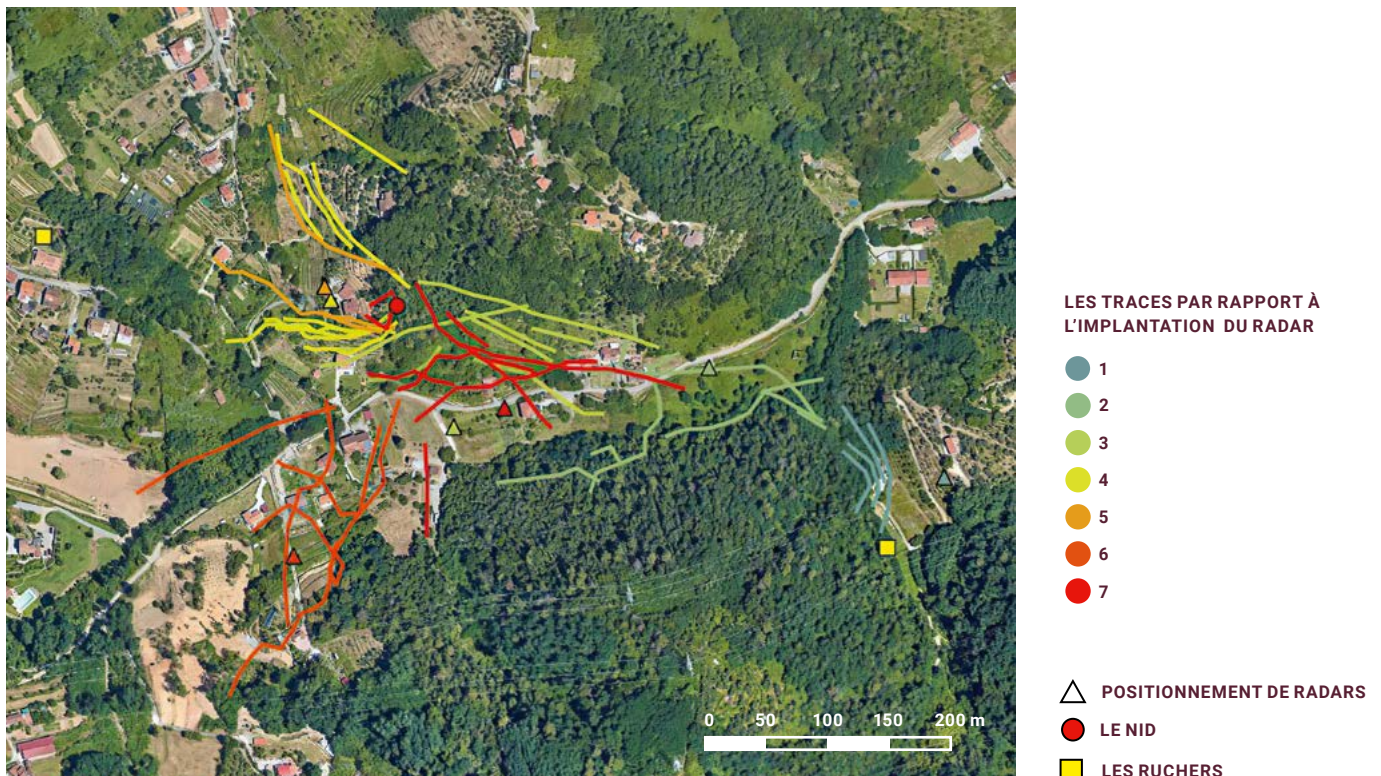 LES TRACES PAR RAPPORT À
L'IMPLANTATION DU RADAR
1
2
3
4
5
6
7
POSITIONNEMENT DE RADARS
LE NID
LES RUCHERS
0 50 100 150 200 m